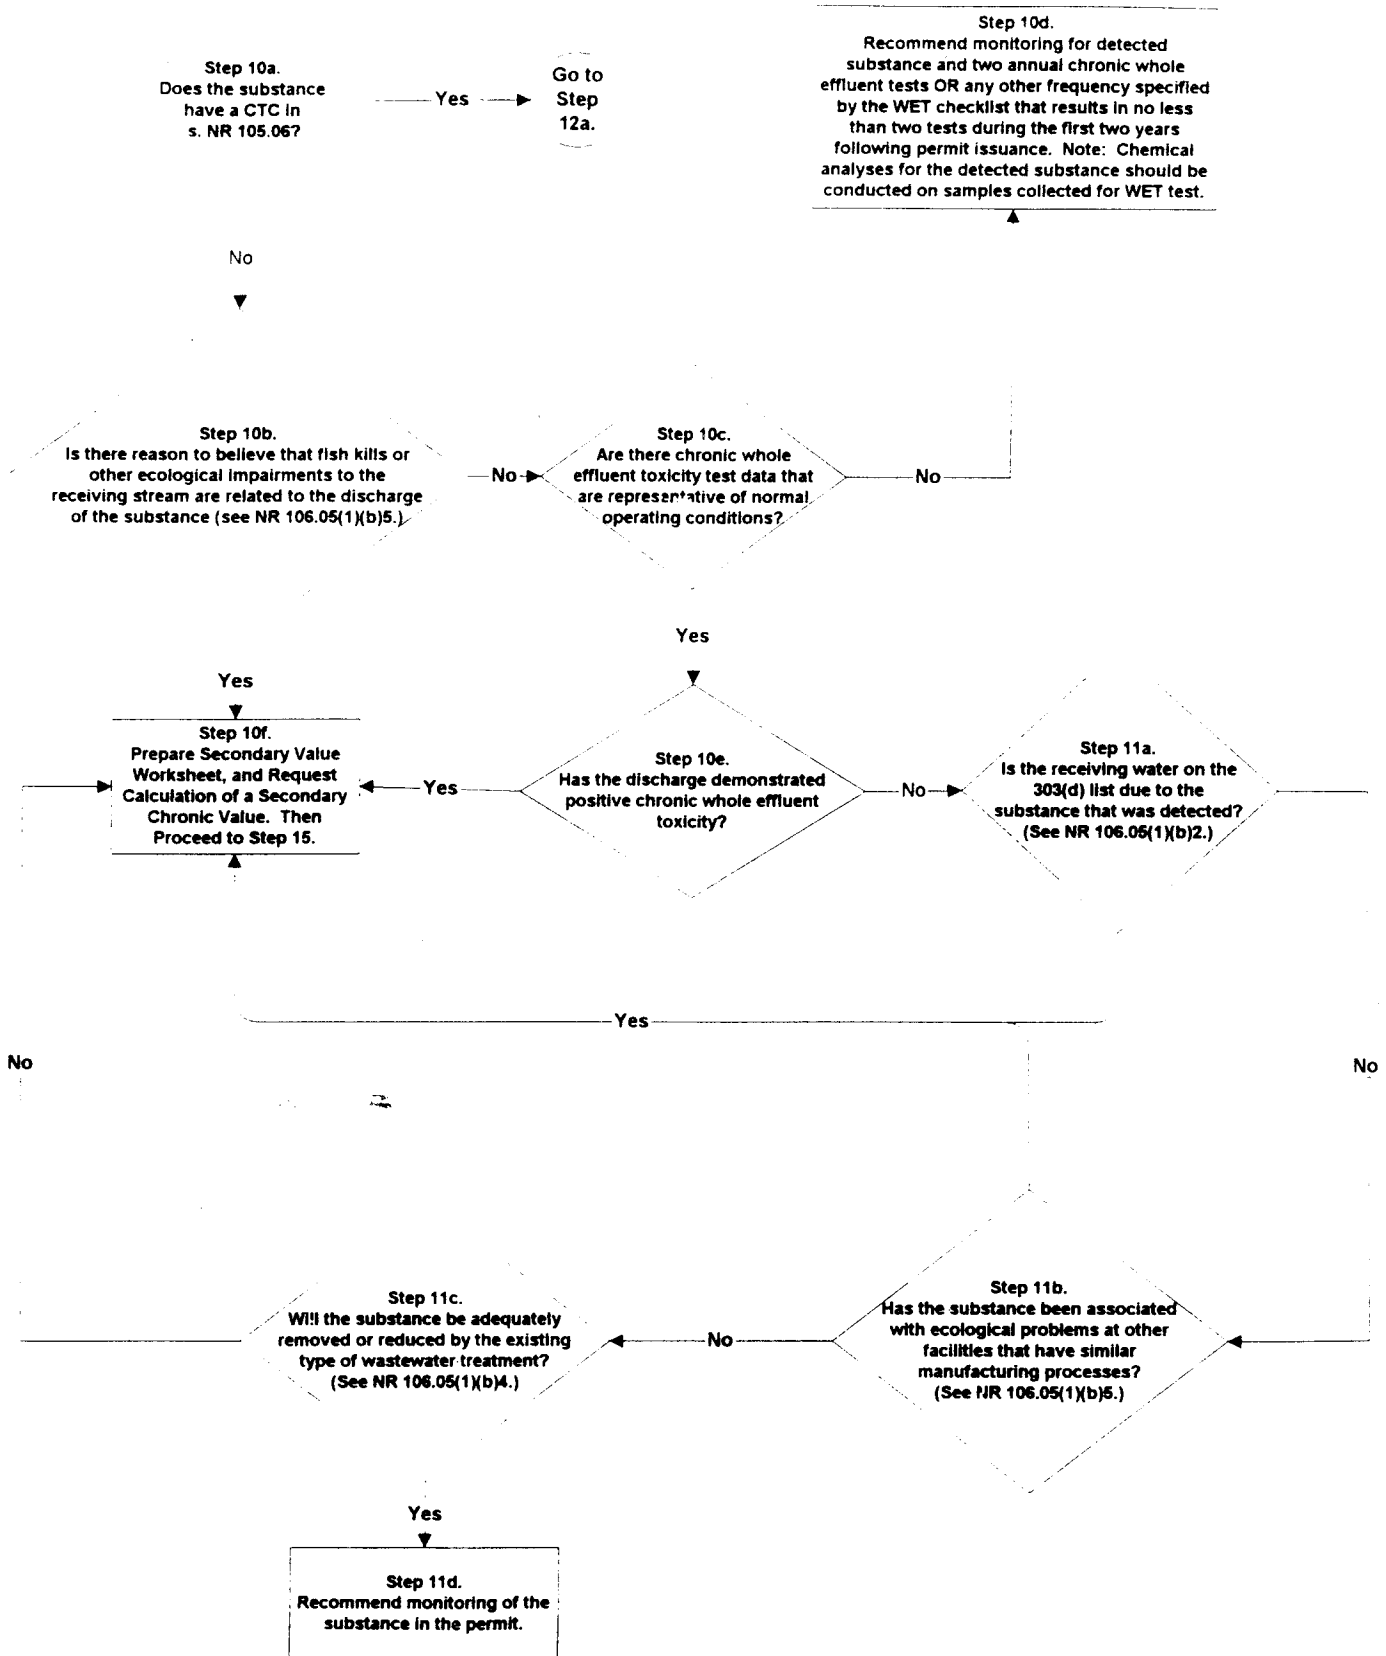 Step 10a.
Does the substance
have a CTC in
s. NR 105.06?
Yes
Go to
Step
12a.
Step 10d.
Recommend monitoring for detected
substance and two annual chronic whole
effluent tests OR any other frequency specified
by the WET checklist that results in no less
than two tests during the first two years
following permit issuance. Note: Chemical
analyses for the detected substance should be
conducted on samples collected for WET test.
No
Step 10b.
Is there reason to believe that fish kills or
other ecological impairments to the
receiving stream are related to the discharge
of the substance (see NR 106.05(1)(b)5.)
No
Step 10c.
Are there chronic whole
effluent toxicity test data that
are representative of normal
operating conditions?
No
Yes
Yes
Step 10f.
Prepare Secondary Value
Worksheet, and Request
Calculation of a Secondary
Chronic Value. Then
Proceed to Step 15.
Yes
Step 10e.
Has the discharge demonstrated
positive chronic whole effluent
toxicity?
No
Step 11a.
Is the receiving water on the
303(d) list due to the
substance that was detected?
(See NR 106.05(1)(b)2.)
Yes
No
No
Step 11c.
Will the substance be adequately
removed or reduced by the existing
type of wastewater treatment?
(See NR 106.05(1)(b)4.)
No
Step 11b.
Has the substance been associated
with ecological problems at other
facilities that have similar
manufacturing processes?
(See NR 106.05(1)(b)5.)
Yes
Step 11d.
Recommend monitoring of the
substance in the permit.